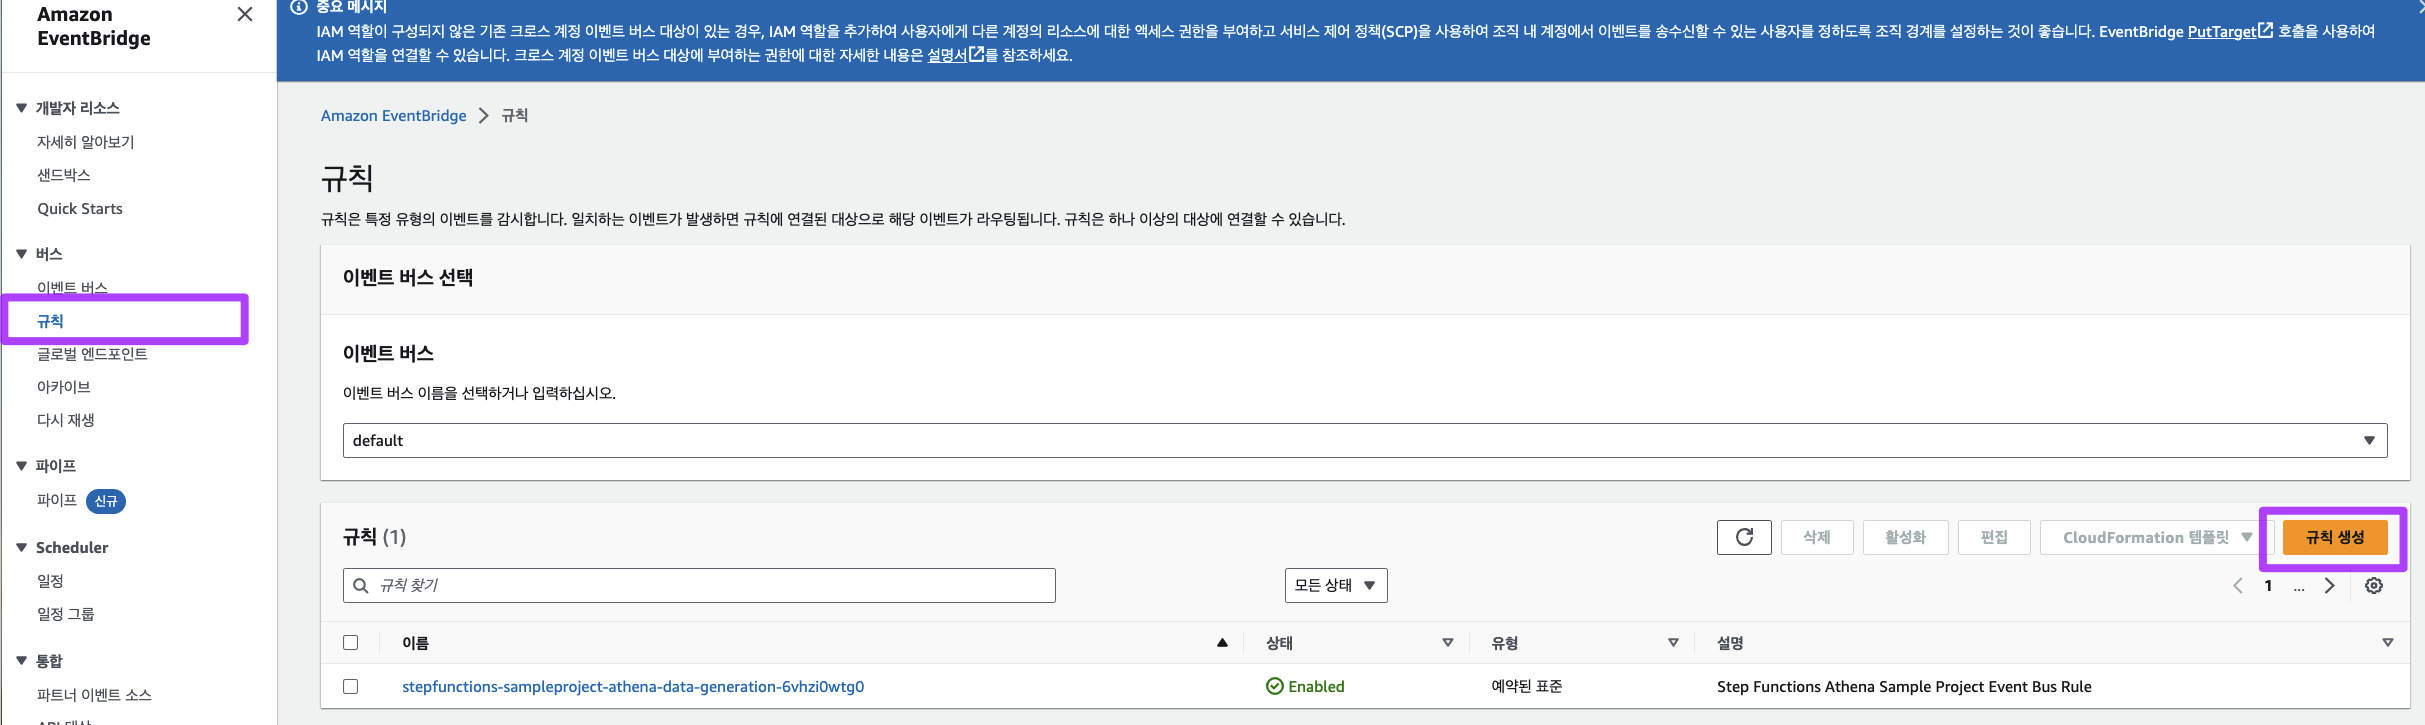 Amazon
EventBridge
개발자 리소스
자세히 알아보기
샌드박스
Quick Starts
버스
이벤트 버스
규칙
글로벌 엔드포인트
아카이브
다시 재생
파이프
파이프 신규
Scheduler
일정
일정 그룹
통합
파트너 이벤트 소스
API 대상
중요 메시지
IAM 역할이 구성되지 않은 기존 크로스 계정 이벤트 버스 대상이 있는 경우, IAM 역할을 추가하여 사용자에게 다른 계정의 리소스에 대한 액세스 권한을 부여하고 서비스 제어 정책(SCP)을 사용하여 조직 내 계정에서 이벤트를 송수신할 수 있는 사용자를 정하도록 조직 경계를 설정하는 것이 좋습니다. EventBridge PutTarget 호출을 사용하여
IAM 역할을 연결할 수 있습니다. 크로스 계정 이벤트 버스 대상에 부여하는 권한에 대한 자세한 내용은 설명서를 참조하세요.
Amazon EventBridge > 규칙
규칙
규칙은 특정 유형의 이벤트를 감시합니다. 일치하는 이벤트가 발생하면 규칙에 연결된 대상으로 해당 이벤트가 라우팅됩니다. 규칙은 하나 이상의 대상에 연결할 수 있습니다.
이벤트 버스 선택
이벤트 버스
이벤트 버스 이름을 선택하거나 입력하십시오.
default
규칙 (1) 삭제 활성화 편집 CloudFormation 템플릿 규칙 생성
규칙 찾기 모든 상태 1 ...
이름 상태 유형 설명
stepfunctions-sampleproject-athena-data-generation-6vhzi0wtg0 Enabled 예약된 표준 Step Functions Athena Sample Project Event Bus Rule